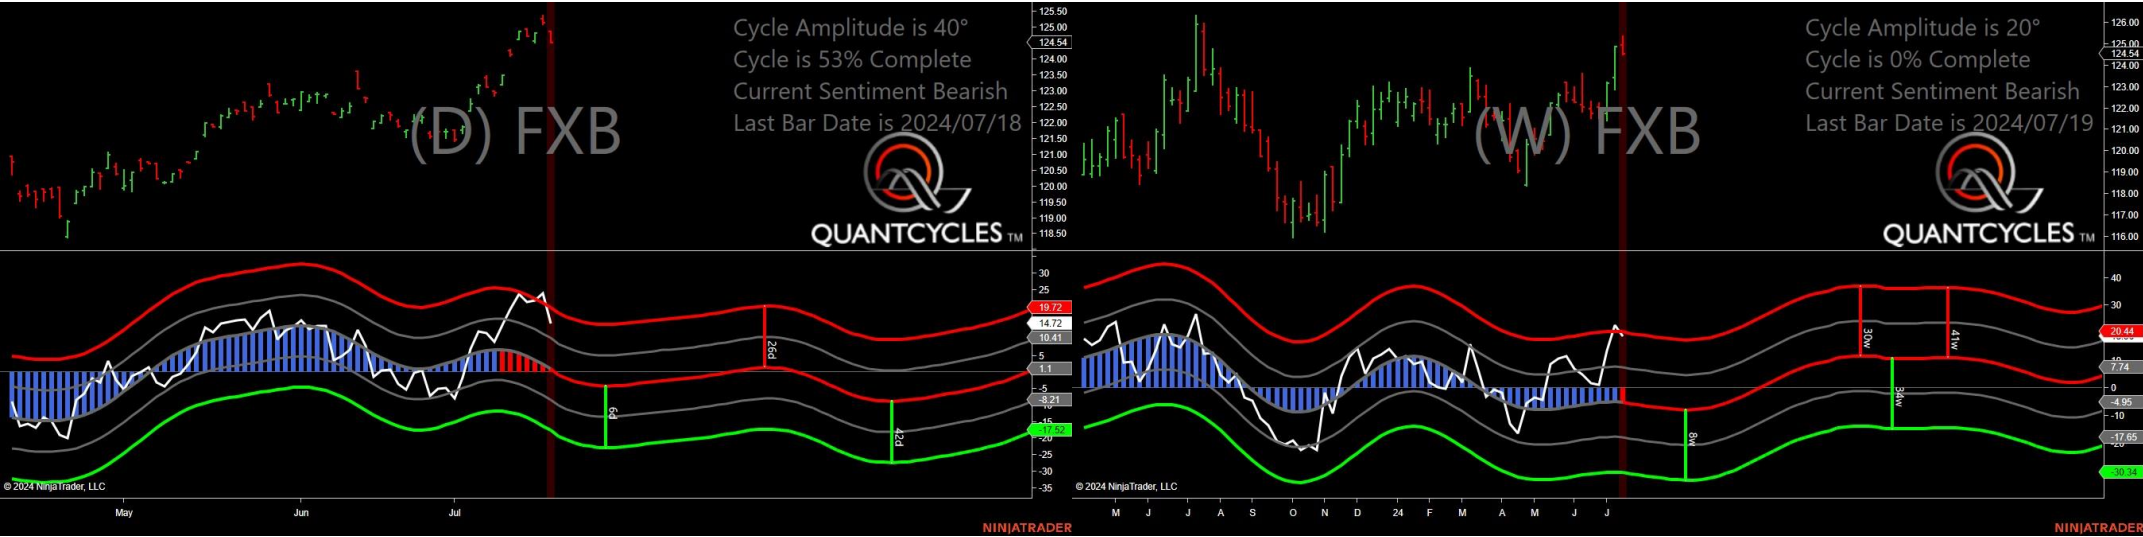 Cycle Amplitude is 40°
Cycle is 53% Complete
Current Sentiment Bearish
Last Bar Date is 2024/07/18
(D) FXB
QUANTCYCLES TM
125.50
125.00
124.54
124.00
123.50
123.00
122.50
122.00
121.50
121.00
120.50
120.00
119.50
119.00
118.50
30
25
19.72
14.72
10.41
5
1.1
-5
-8.21
-17.52
-20
-25
-30
-35
6d
26d
42d
© 2024 NinjaTrader, LLC
May
Jun
Jul
NINJATRADER
Cycle Amplitude is 20°
Cycle is 0% Complete
Current Sentiment Bearish
Last Bar Date is 2024/07/19
(W) FXB
QUANTCYCLES TM
126.00
125.00
124.54
124.00
123.00
122.00
121.00
120.00
119.00
118.00
117.00
116.00
40
30
20.44
10
7.74
0
-4.95
-10
-17.65
-30.34
8w
30w
34w
41w
© 2024 NinjaTrader, LLC
M J J A S O N D 24 F M A M J J
NINJATRADER